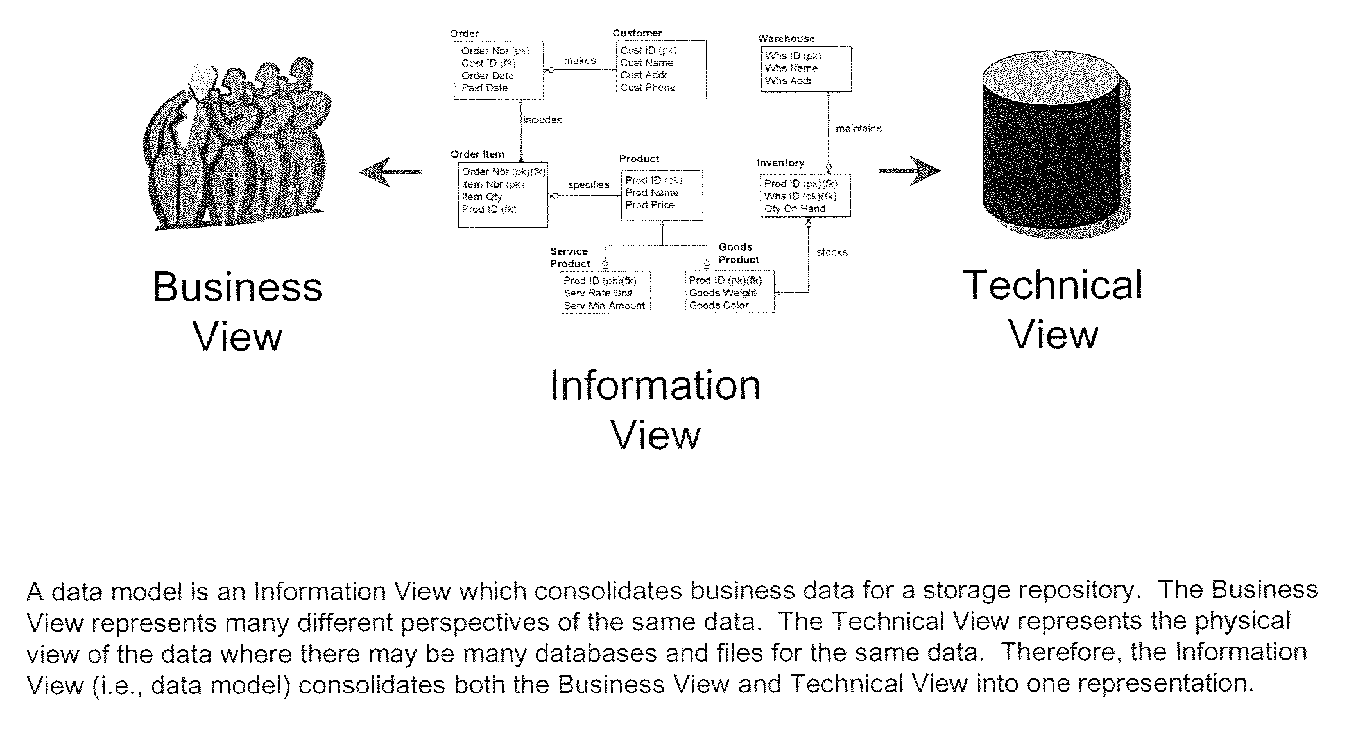 Order
Order Nbr (pk)
Cust ID (fk)
Order Date
Paid Date
makes
Customer
Cust ID (pk)
Cust Name
Cust Addr
Cust Phone
Warehouse
Whs ID (pk)
Whs Name
Whs Addr
includes
maintains
Order Item
Order Nbr (pk)(fk)
Item Nbr (pk)
Item Qty
Prod ID (fk)
specifies
Product
Prod ID (pk)
Prod Name
Prod Price
Inventory
Prod ID (pk)(fk)
Whs ID (pk)(fk)
Qty On Hand
stocks
Service
Product
Prod ID (pk)(fk)
Serv Rate Unit
Serv Min Amount
Goods
Product
Prod ID (pk)(fk)
Goods Weight
Goods Color
Business
View
Information
View
Technical
View
A data model is an Information View which consolidates business data for a storage repository. The Business
View represents many different perspectives of the same data. The Technical View represents the physical
view of the data where there may be many databases and files for the same data. Therefore, the Information
View (i.e., data model) consolidates both the Business View and Technical View into one representation.